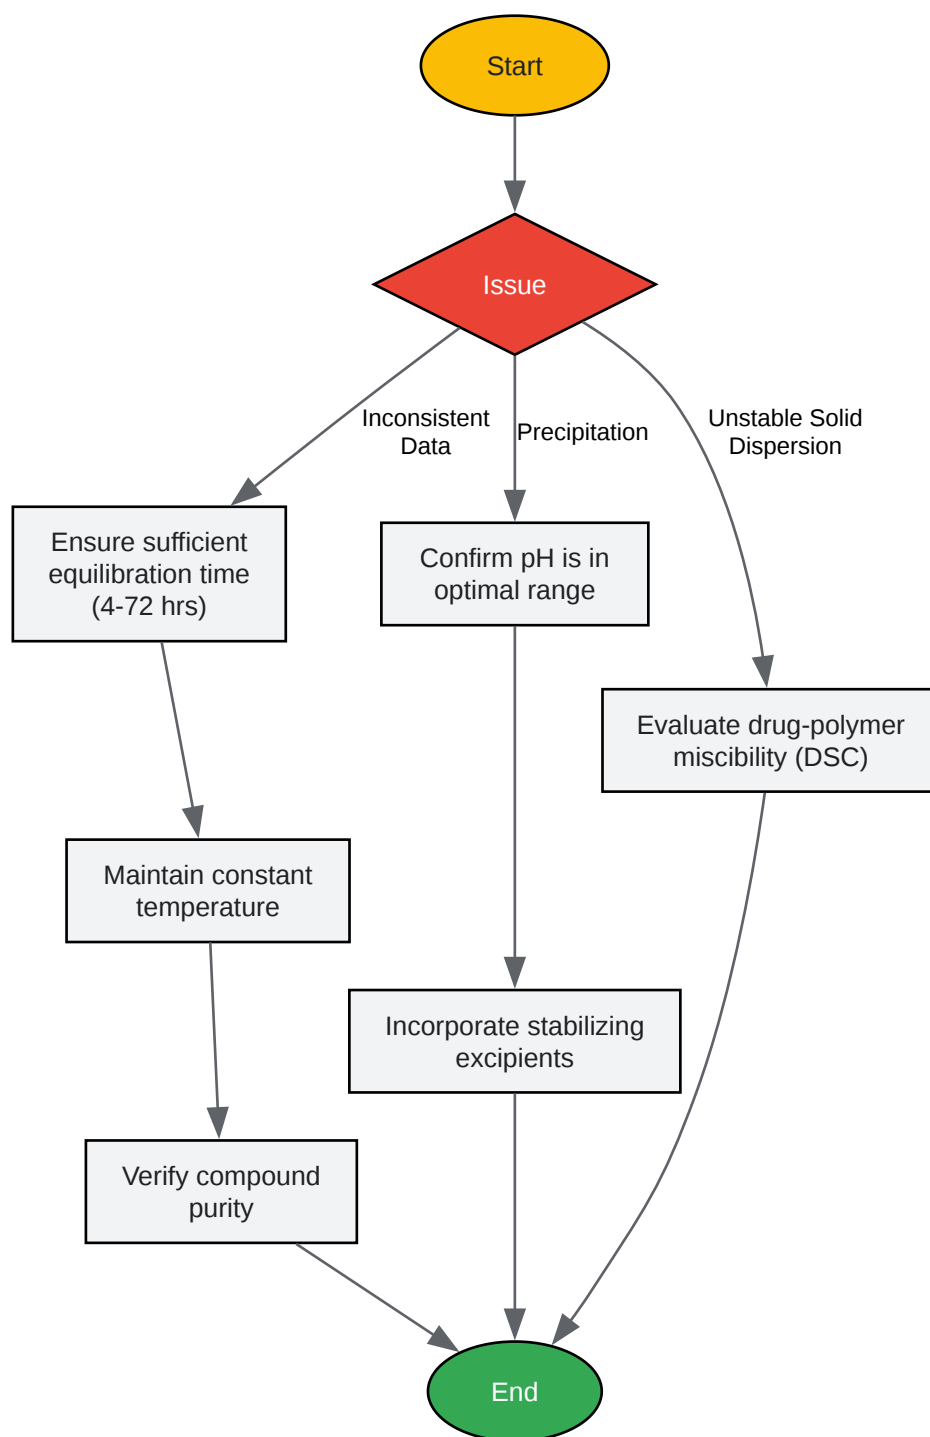 Start
Issue
Inconsistent
Data
Precipitation
Unstable Solid
Dispersion
Ensure sufficient
equilibration time
(4-72 hrs)
Confirm pH is in
optimal range
Evaluate drug-polymer
miscibility (DSC)
Maintain constant
temperature
Incorporate stabilizing
excipients
Verify compound
purity
End